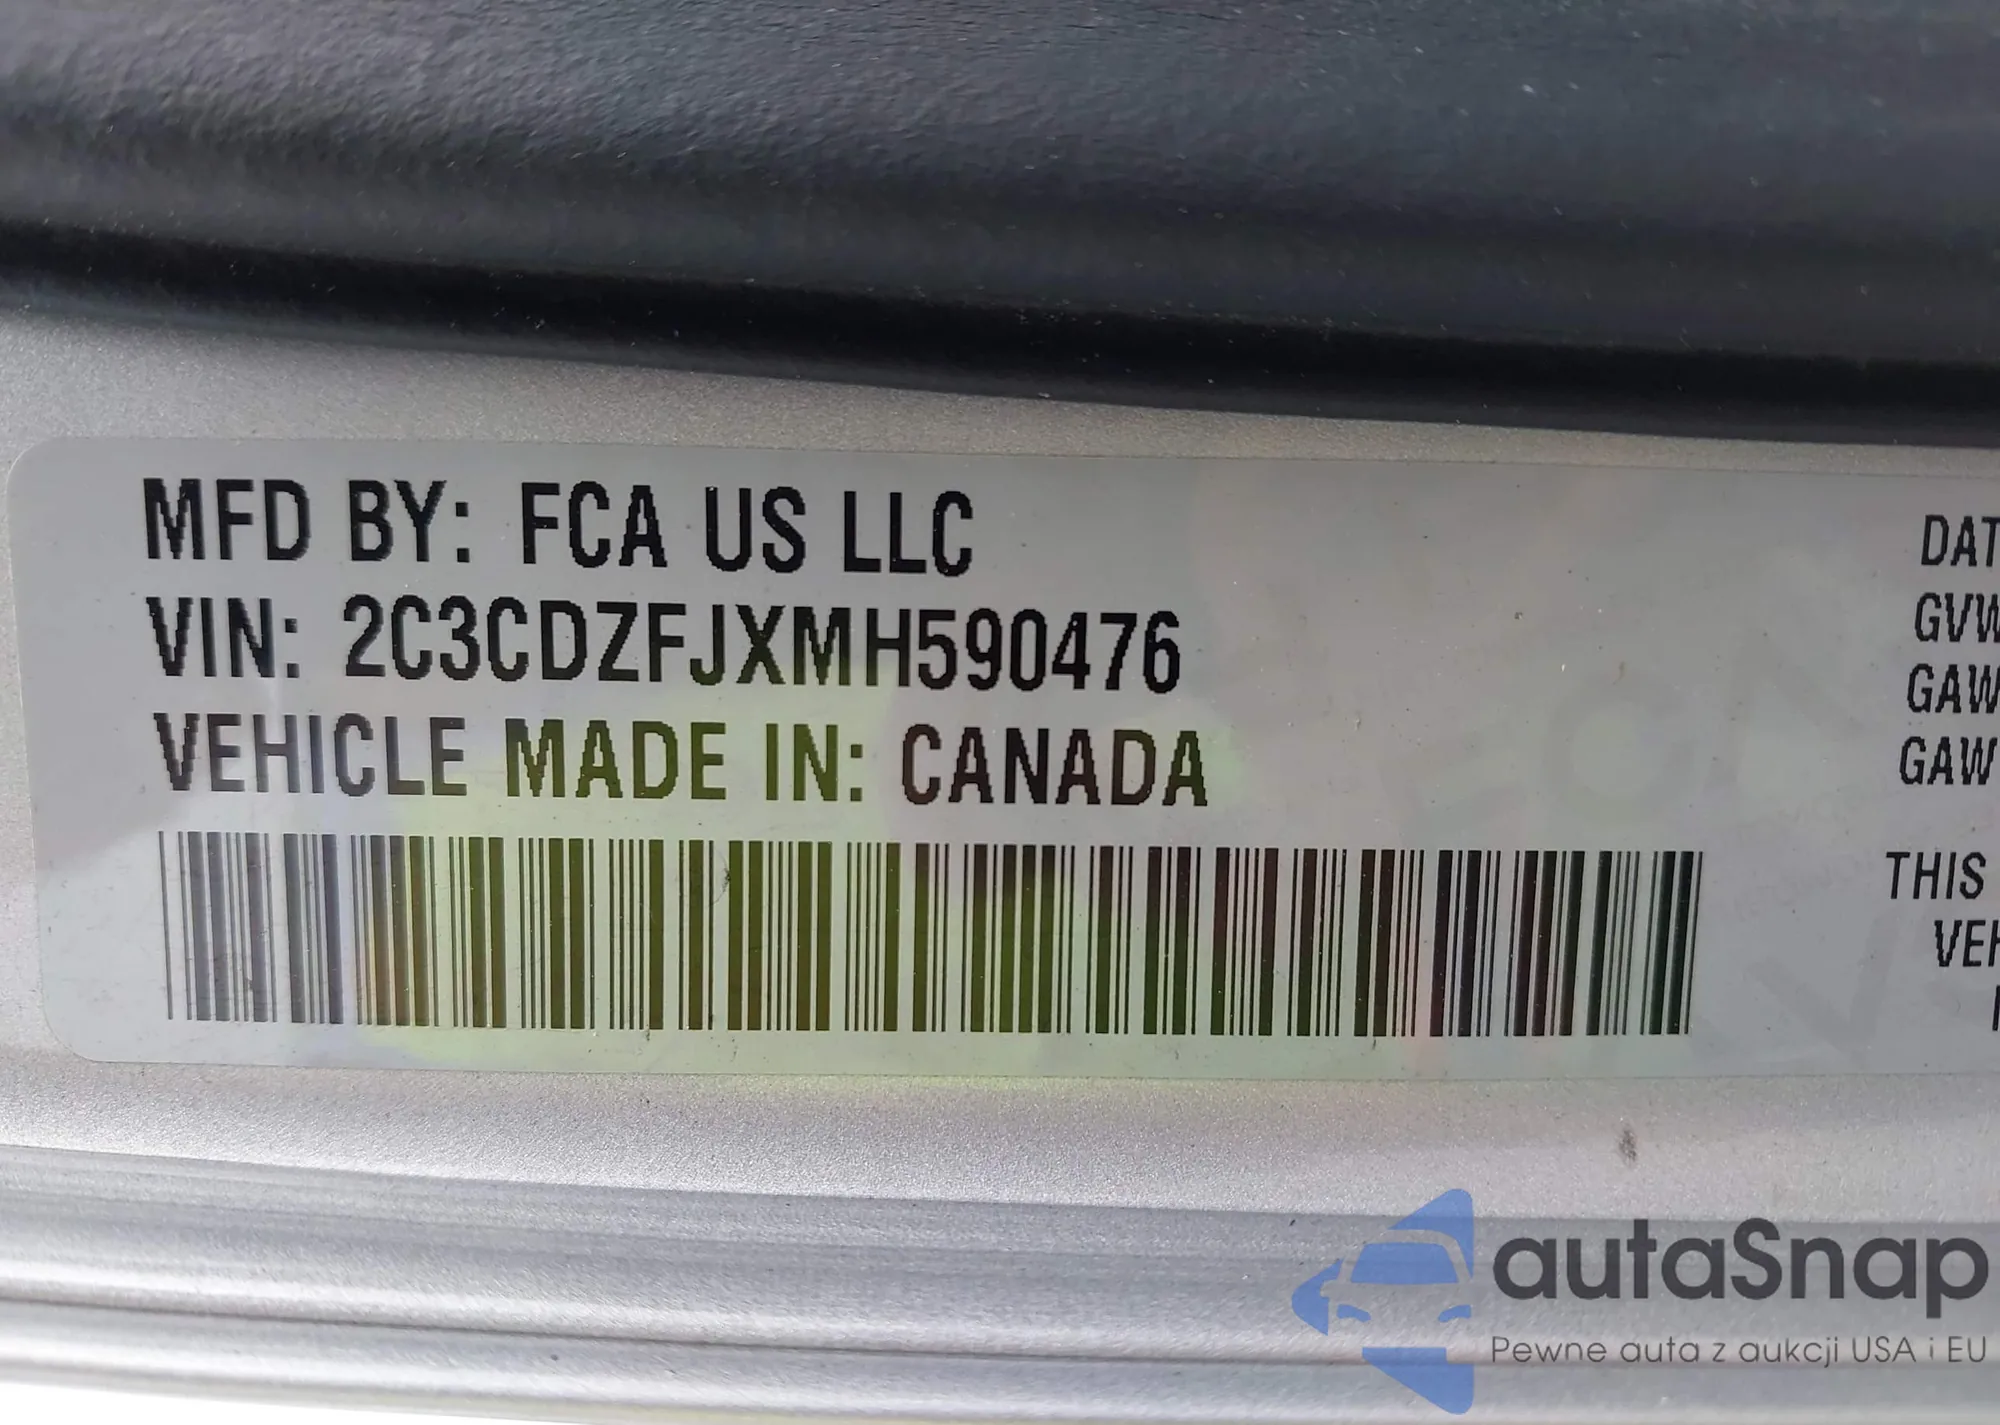 MFD BY: FCA US LLC
VIN: 2C3CDZFJXMH590476
VEHICLE MADE IN: CANADA
DAT
GVW
GAW
GAW
THIS
VEH
autaSnap
Pewne auta z aukcji USA i EU